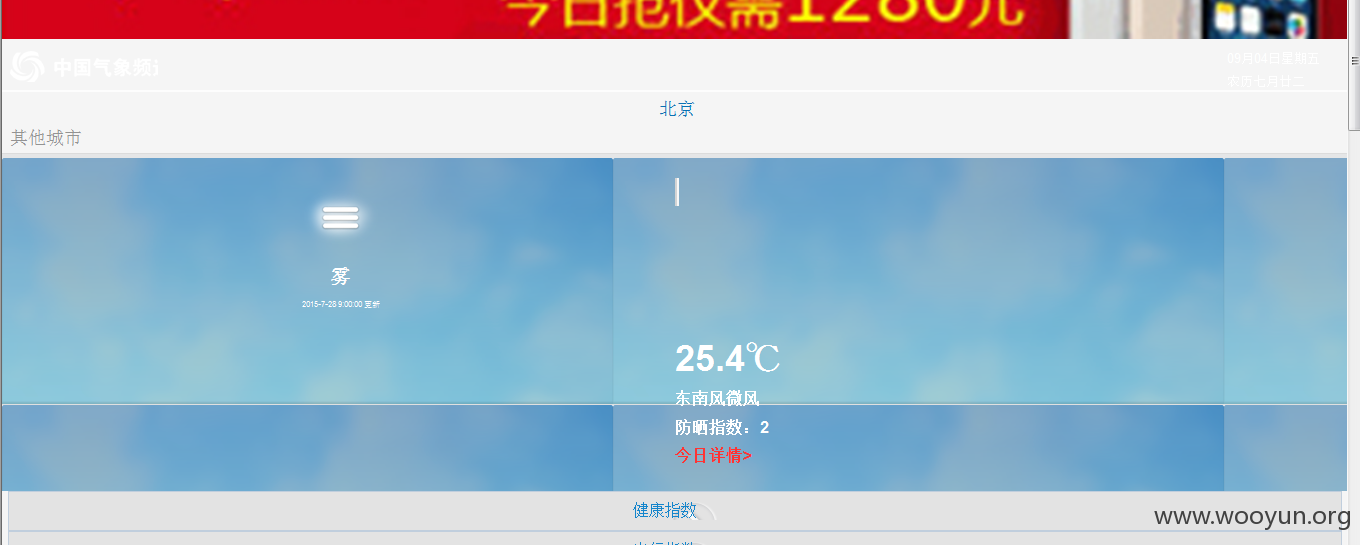 今日抢仅需1280元
中国气象频道
09月04日星期五
农历七月廿二
北京
其他城市
雾
2015-7-28 9:00:00 更新
25.4℃
东南风微风
防晒指数：2
今日详情>
健康指数
www.wooyun.org